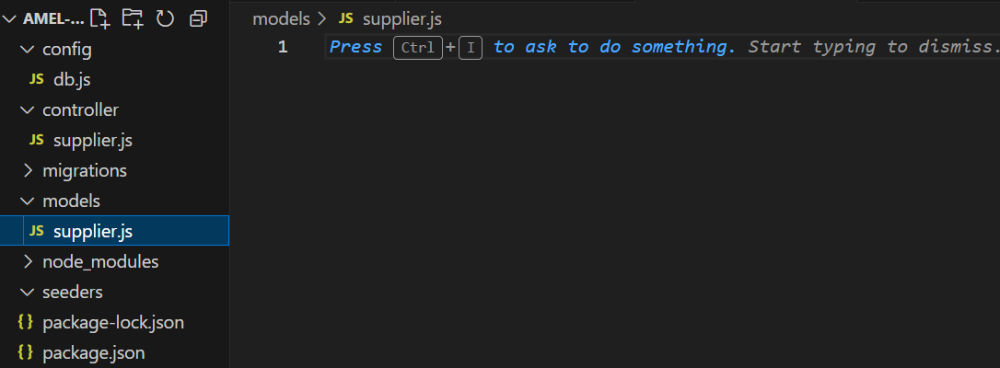 AMEL-...
config
JS db.js
controller
JS supplier.js
migrations
models
JS supplier.js
node_modules
seeders
{} package-lock.json
{} package.json
models > JS supplier.js
1 Press Ctrl+I to ask to do something. Start typing to dismiss.